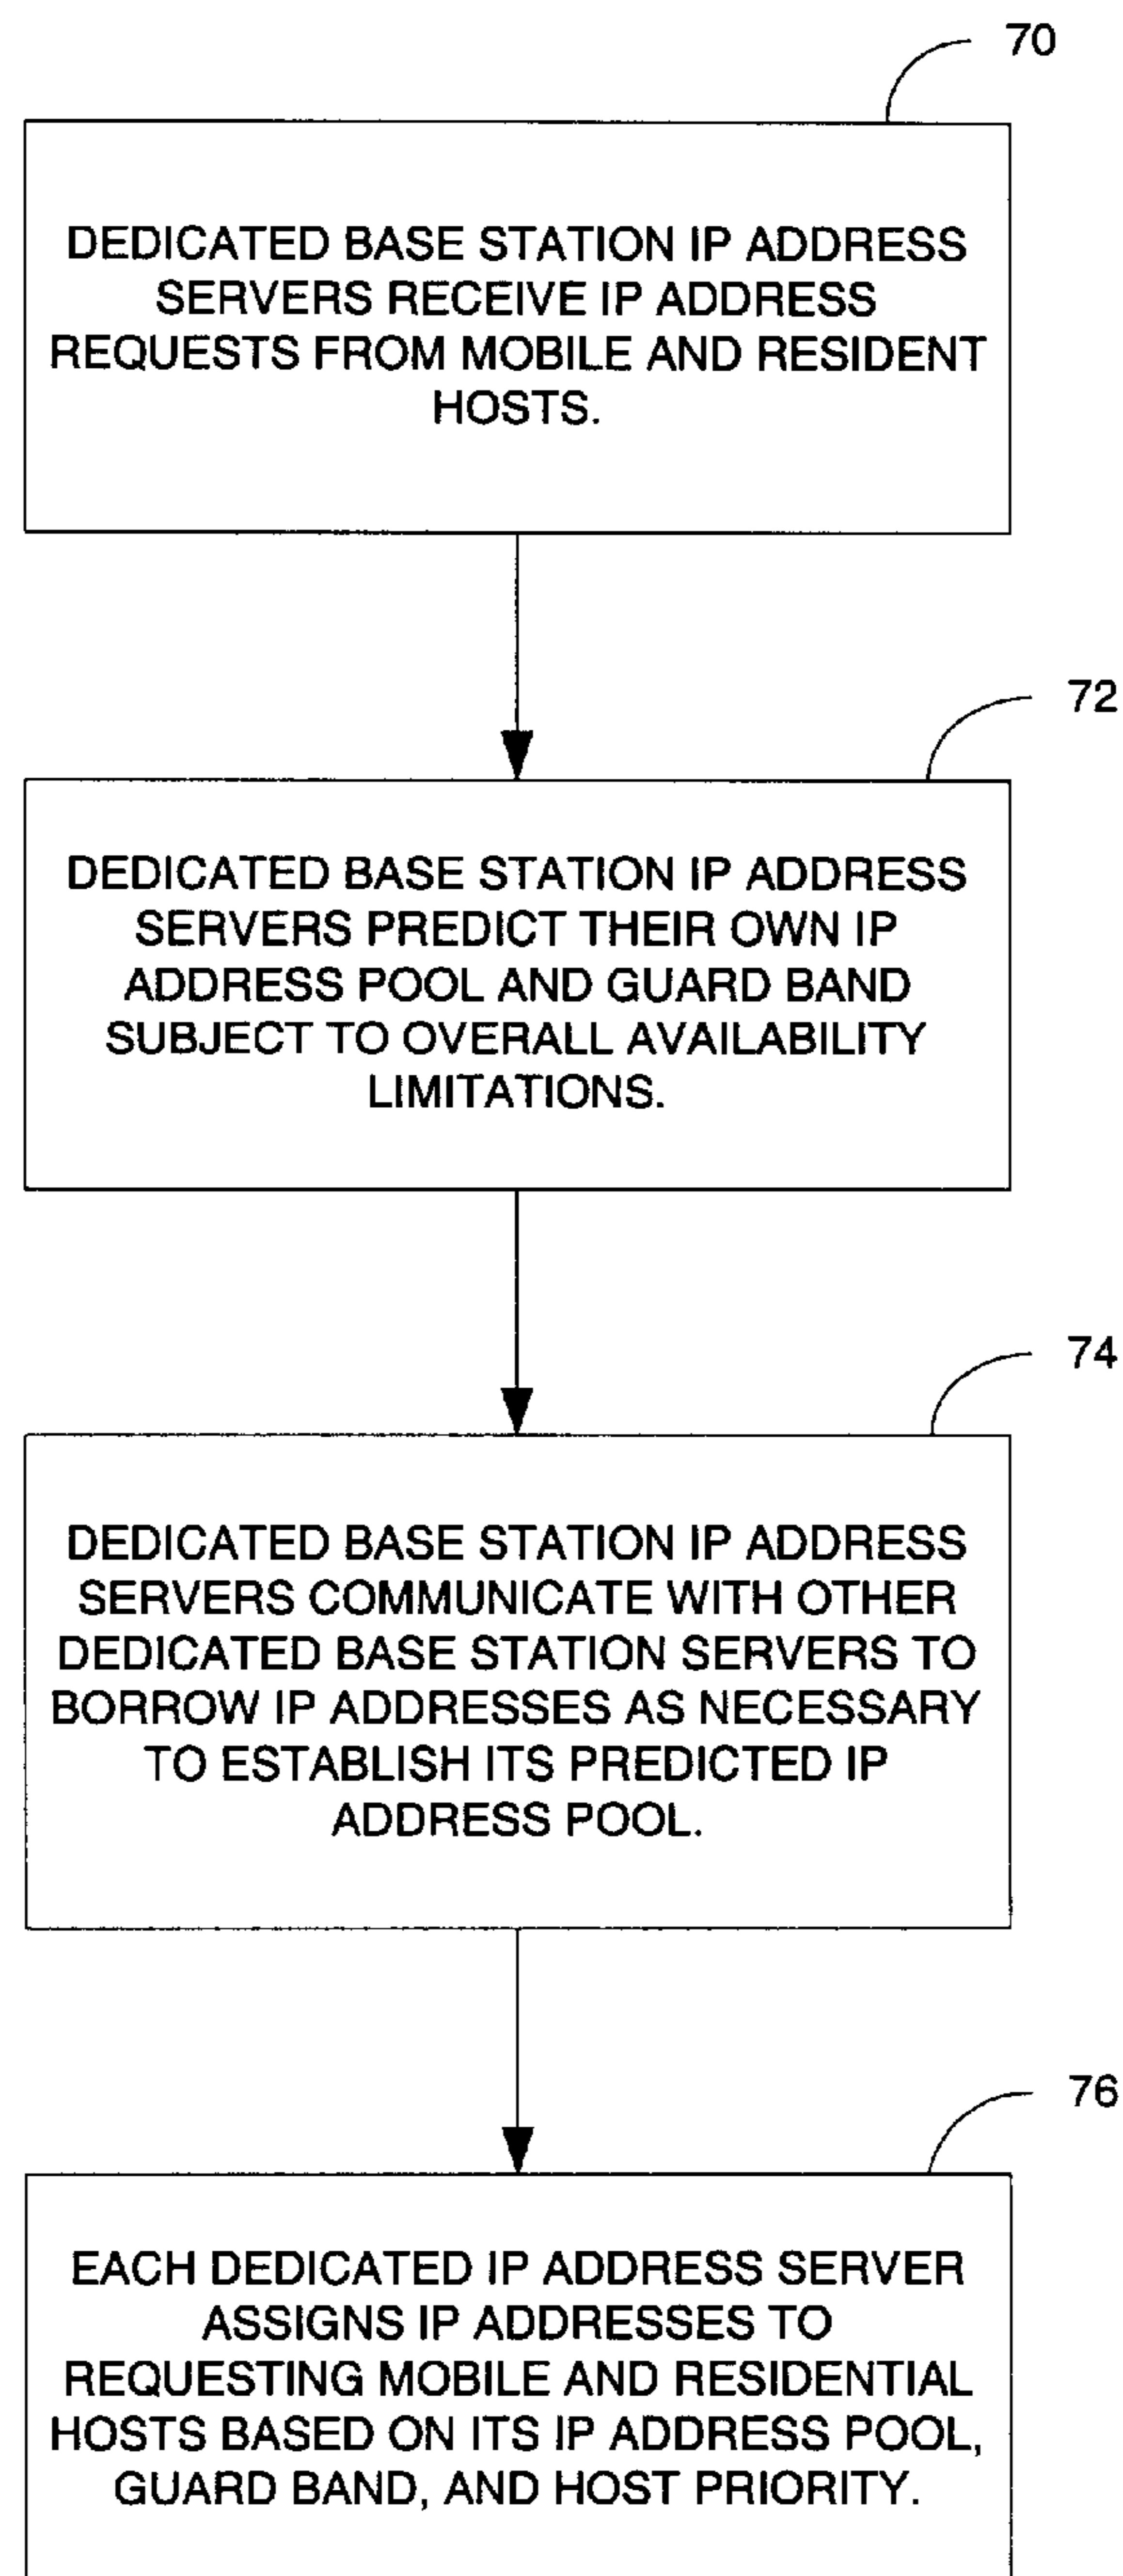 70
DEDICATED BASE STATION IP ADDRESS
SERVERS RECEIVE IP ADDRESS
REQUESTS FROM MOBILE AND RESIDENT
HOSTS.
72
DEDICATED BASE STATION IP ADDRESS
SERVERS PREDICT THEIR OWN IP
ADDRESS POOL AND GUARD BAND
SUBJECT TO OVERALL AVAILABILITY
LIMITATIONS.
74
DEDICATED BASE STATION IP ADDRESS
SERVERS COMMUNICATE WITH OTHER
DEDICATED BASE STATION SERVERS TO
BORROW IP ADDRESSES AS NECESSARY
TO ESTABLISH ITS PREDICTED IP
ADDRESS POOL.
76
EACH DEDICATED IP ADDRESS SERVER
ASSIGNS IP ADDRESSES TO
REQUESTING MOBILE AND RESIDENTIAL
HOSTS BASED ON ITS IP ADDRESS POOL,
GUARD BAND, AND HOST PRIORITY.